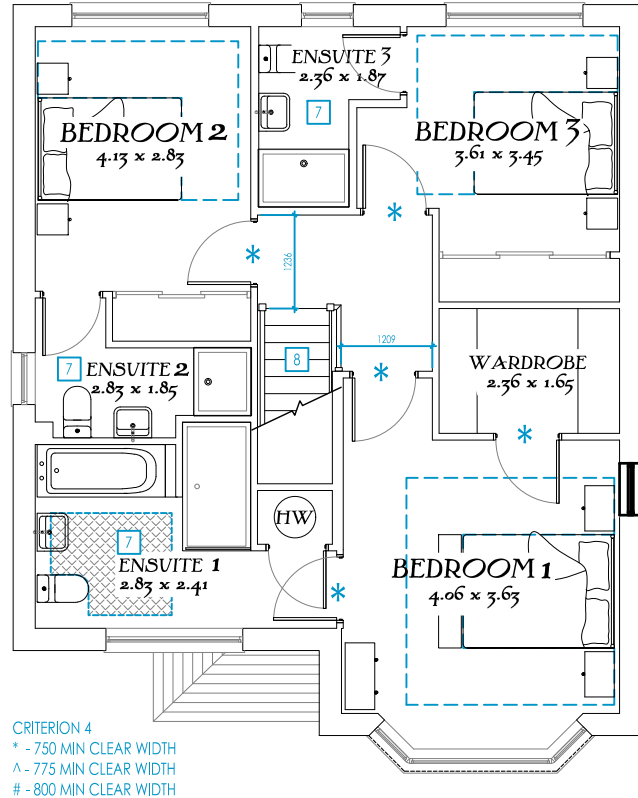 ENSUITE 3
2.36 x 1.87
7
BEDROOM 2
4.13 x 2.83
BEDROOM 3
3.61 x 3.45
*
*
1236
1209
8
7
ENSUITE 2
2.83 x 1.85
*
WARDROBE
2.36 x 1.65
*
HW
7
ENSUITE 1
2.83 x 2.41
*
BEDROOM 1
4.06 x 3.63
CRITERION 4
* - 750 MIN CLEAR WIDTH
^ - 775 MIN CLEAR WIDTH
# - 800 MIN CLEAR WIDTH